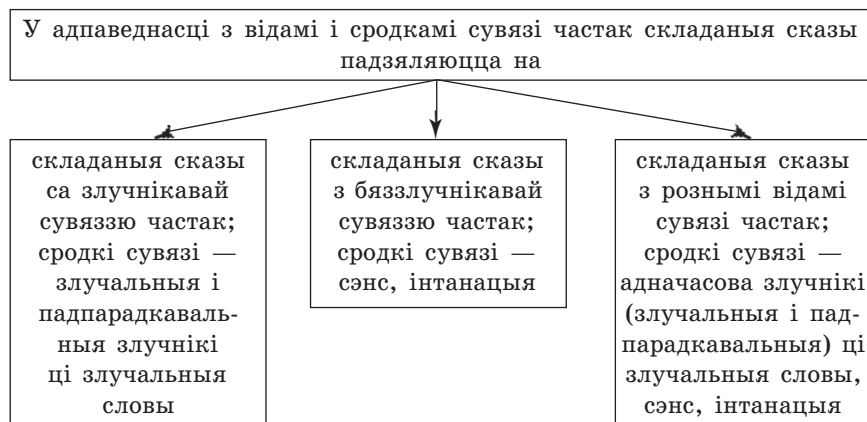 У адпаведнасці з відамі і сродкамі сувязі частак складаныя сказы
падзяляюцца на
складаныя сказы
са злучнікавай
сувяззю частак;
сродкі сувязі —
злучальныя і
падпарадкаваль-
ныя злучнікі
ці злучальныя
словы
складаныя сказы
з бяззлучнікавай
сувяззю частак;
сродкі сувязі —
сэнс, інтанацыя
складаныя сказы
з рознымі відамі
сувязі частак;
сродкі сувязі —
адначасова злучнікі
(злучальныя і пад-
парадкавальныя) ці
злучальныя словы,
сэнс, інтанацыя